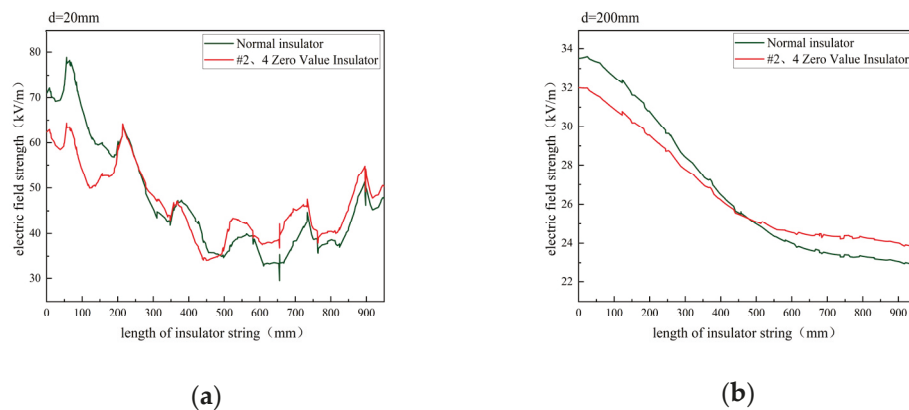 d=20mm
Normal insulator
#2、4 Zero Value Insulator
electric field strength（kV/m）
80
70
60
50
40
30
0 100 200 300 400 500 600 700 800 900
length of insulator string（mm）
(a)
d=200mm
Normal insulator
#2、4 Zero Value Insulator
electric field strength（kV/m）
34
32
30
28
26
24
22
0 100 200 300 400 500 600 700 800 900
length of insulator string（mm）
(b)